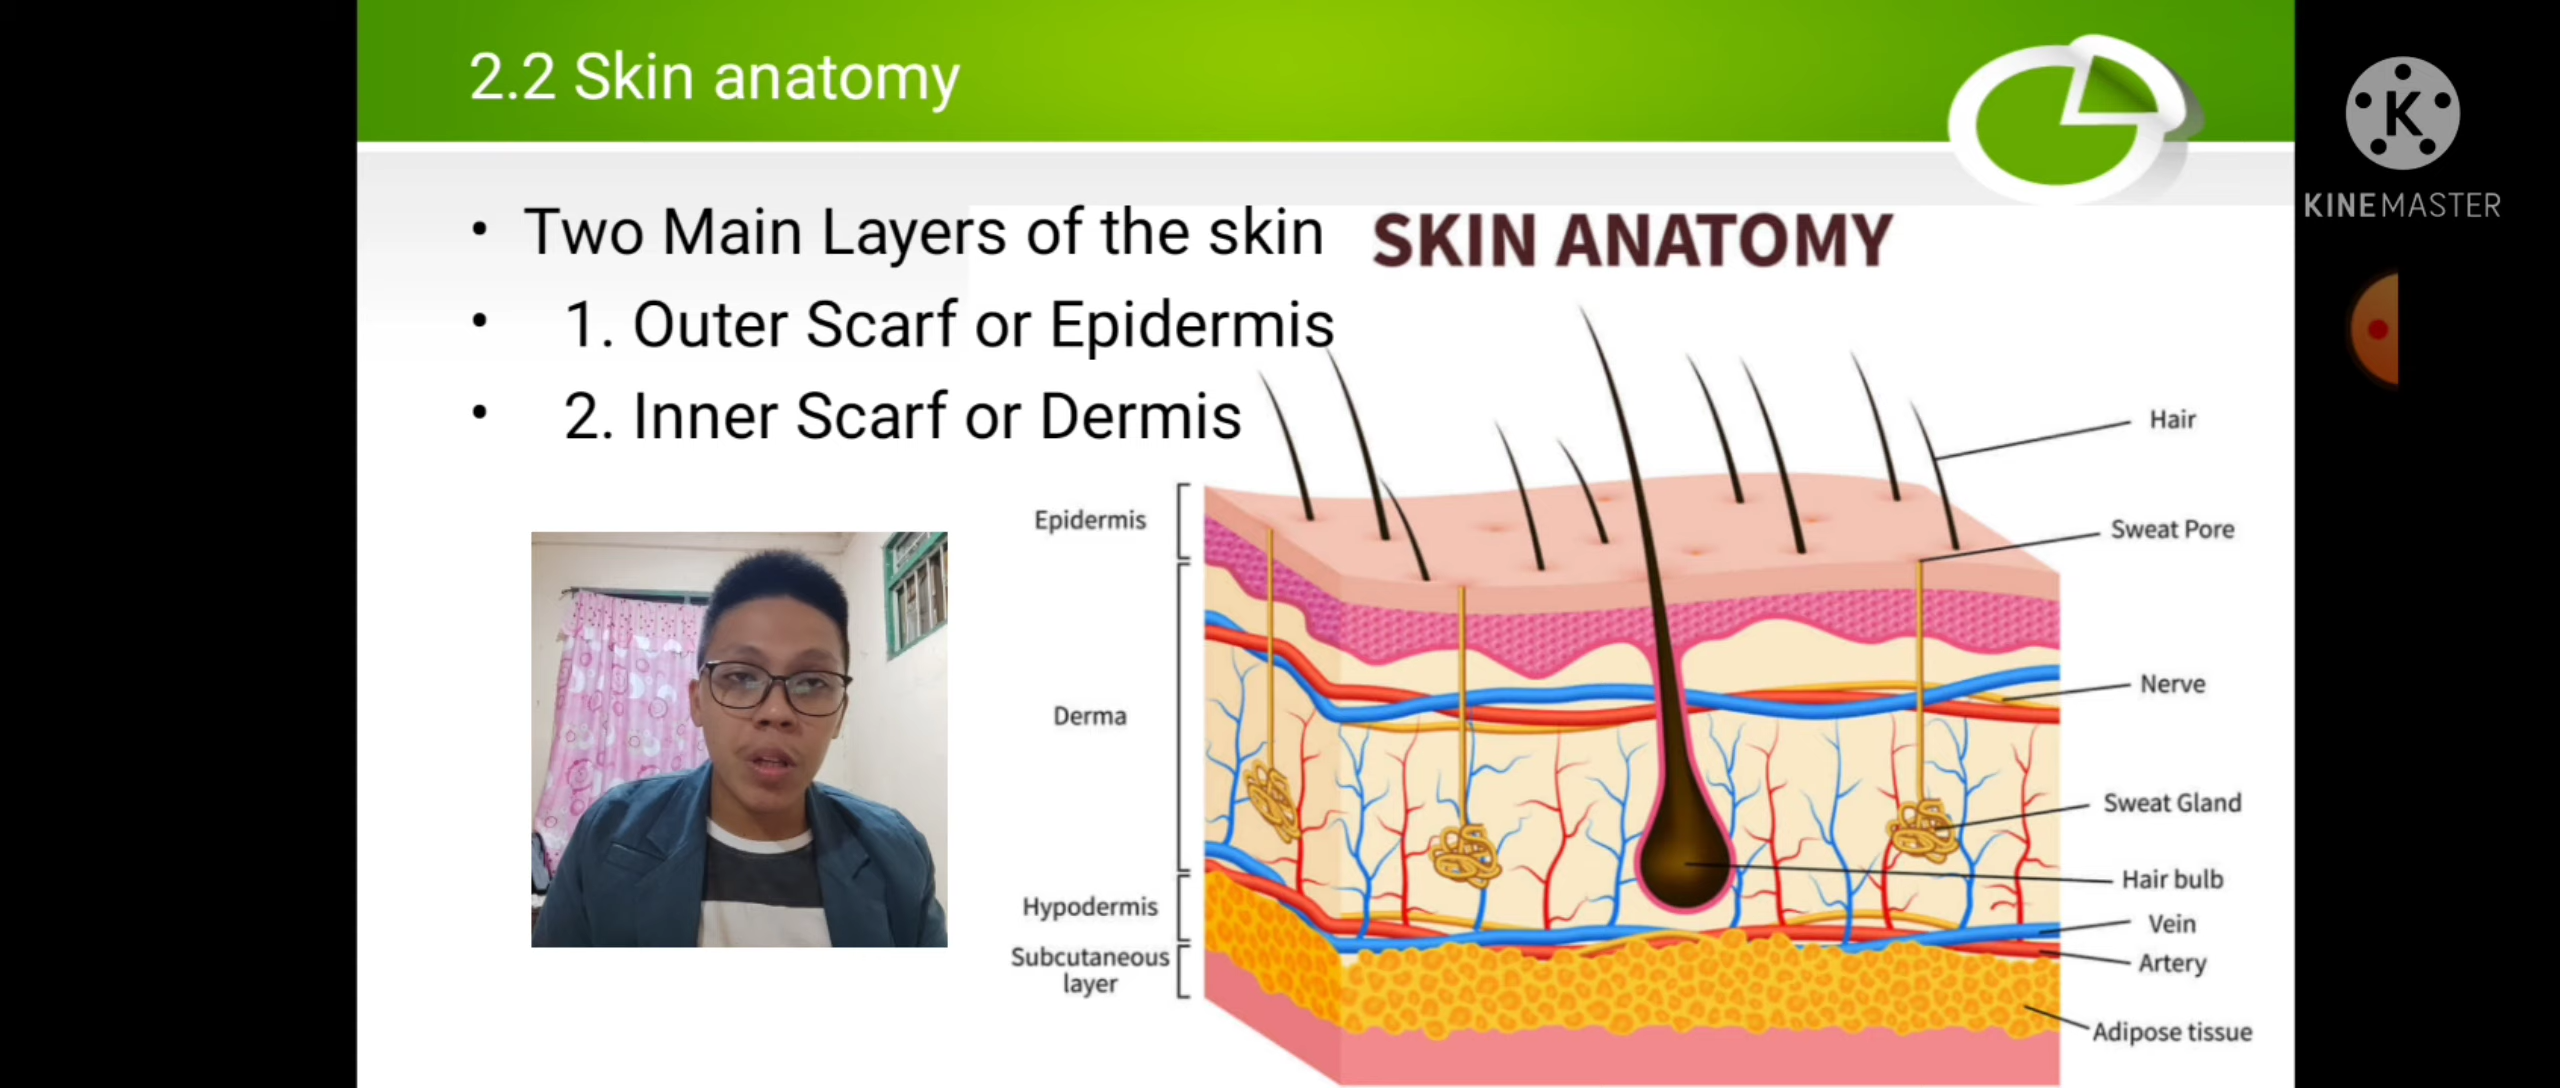 2.2 Skin anatomy
K
KINEMASTER
• Two Main Layers of the skin
• 1. Outer Scarf or Epidermis
• 2. Inner Scarf or Dermis
SKIN ANATOMY
Epidermis
Derma
Hypodermis
Subcutaneous
layer
Hair
Sweat Pore
Nerve
Sweat Gland
Hair bulb
Vein
Artery
Adipose tissue